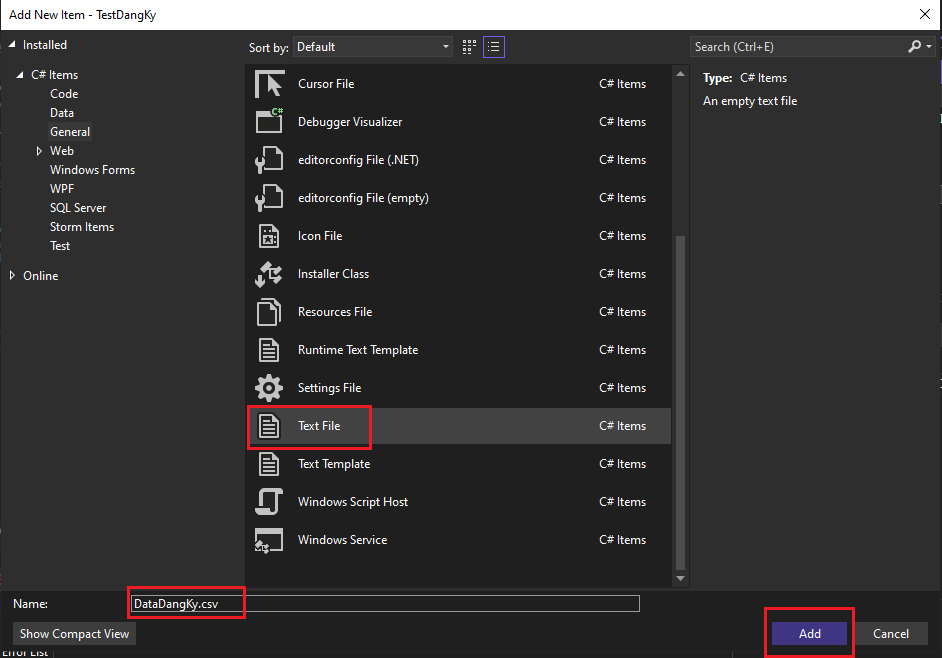 Add New Item - TestDangKy
Installed
C# Items
Code
Data
General
Web
Windows Forms
WPF
SQL Server
Storm Items
Test
Online
Sort by: Default
Cursor File C# Items
Debugger Visualizer C# Items
editorconfig File (.NET) C# Items
editorconfig File (empty) C# Items
Icon File C# Items
Installer Class C# Items
Resources File C# Items
Runtime Text Template C# Items
Settings File C# Items
Text File C# Items
Text Template C# Items
Windows Script Host C# Items
Windows Service C# Items
Search (Ctrl+E)
Type: C# Items
An empty text file
Name: DataDangKy.csv
Show Compact View
Add
Cancel
Error List